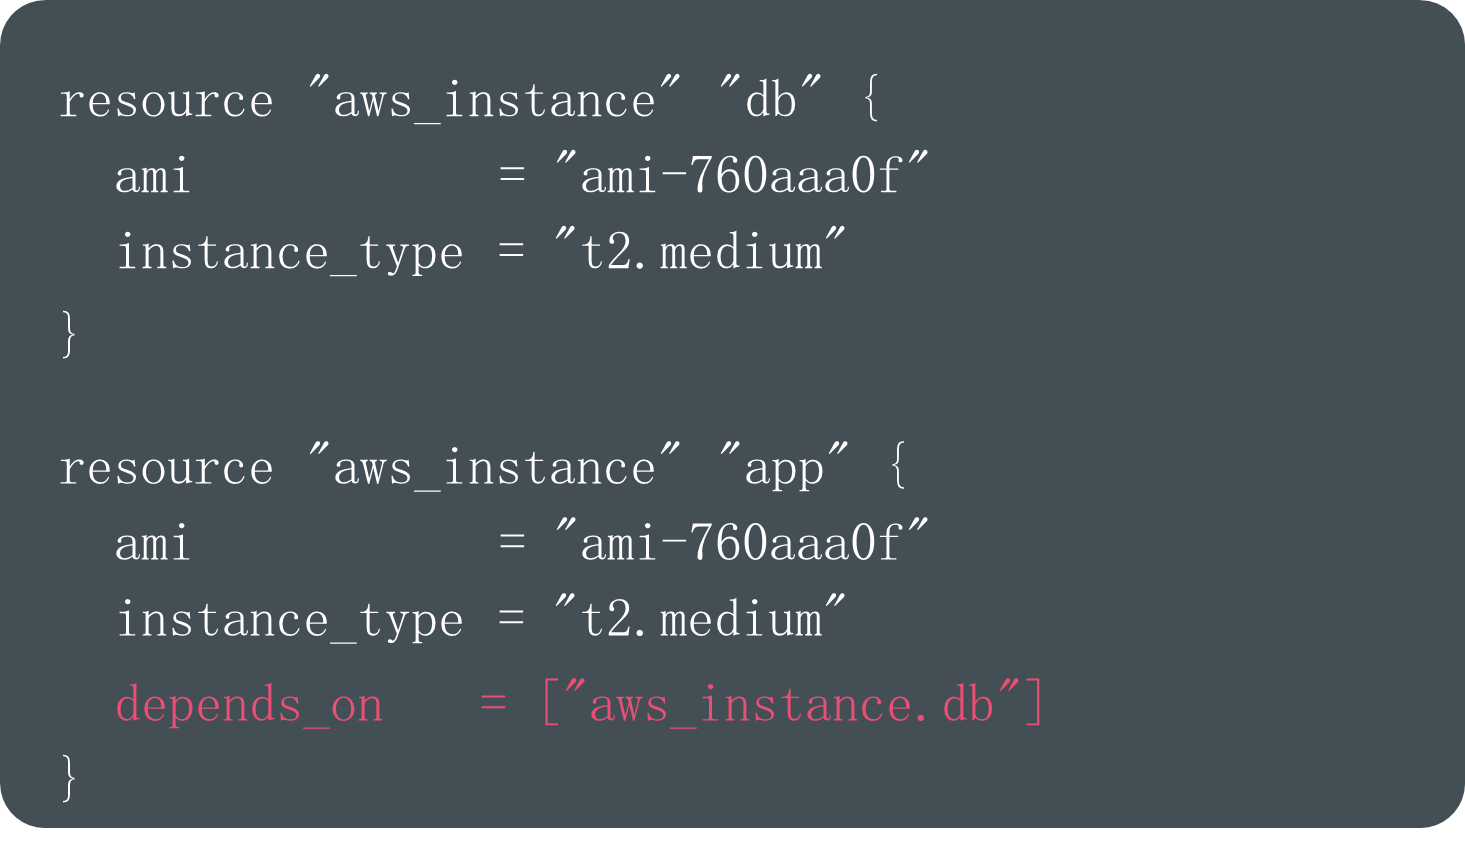 resource "aws_instance" "db" {
  ami           = "ami-760aaa0f"
  instance_type = "t2.medium"
}

resource "aws_instance" "app" {
  ami           = "ami-760aaa0f"
  instance_type = "t2.medium"
  depends_on   = ["aws_instance.db"]
}